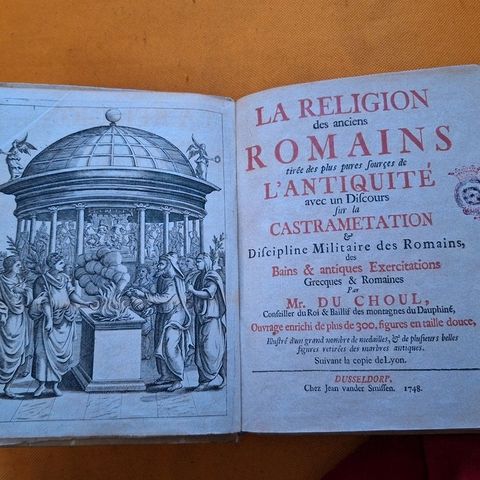 LA RELIGION
des anciens
ROMAINS
tirée des plus pures sources de
L'ANTIQUITÉ
avec un Discours
sur la
CASTRAMETATION
&
Discipline Militaire des Romains,
des
Bains & antiques Exercitations
Grecques & Romaines
Par
Mr. DU CHOUL,
Conseiller du Roi & Baillif des montagnes du Dauphiné,
Ouvrage enrichi de plus de 300, figures en taille douce,
Illustré d'un grand nombre de medailles, & de plusieurs belles
figures retirées des marbres antiques.
Suivant la copie de Lyon.
DUSSELDORP,
Chez Jean vander Smissen. 1748.